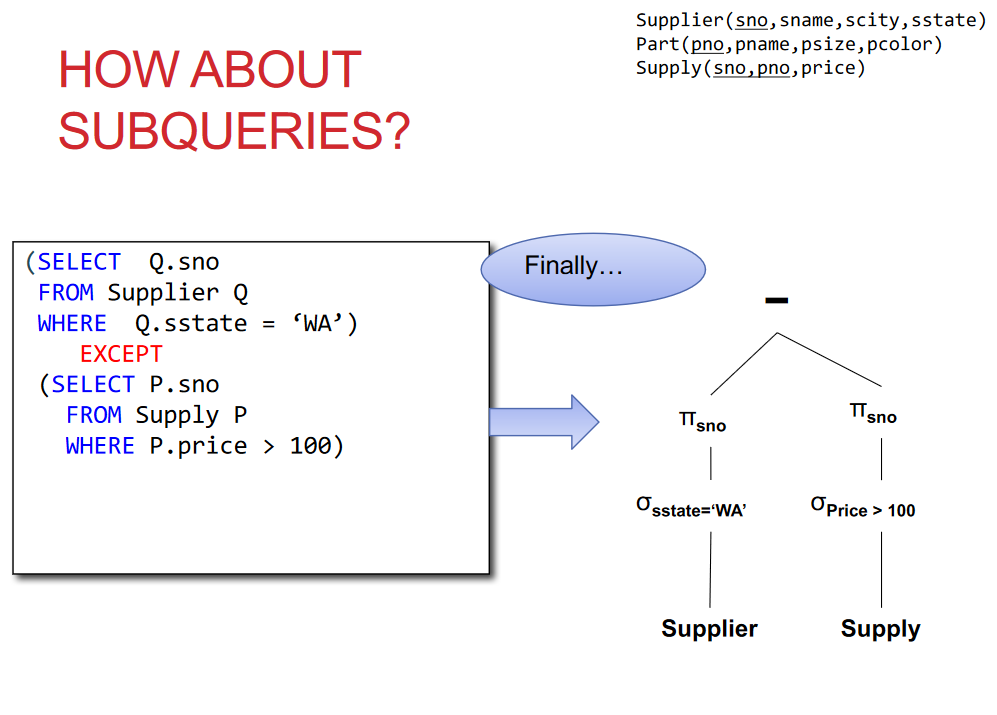 Supplier(sno,sname,scity,sstate)
Part(pno,pname,psize,pcolor)
Supply(sno,pno,price)
HOW ABOUT
SUBQUERIES?
(SELECT  Q.sno
FROM Supplier Q
WHERE  Q.sstate = ‘WA’)
EXCEPT
(SELECT P.sno
FROM Supply P
WHERE P.price > 100)
Finally…
−
πsno
πsno
σsstate=‘WA’
σPrice > 100
Supplier
Supply